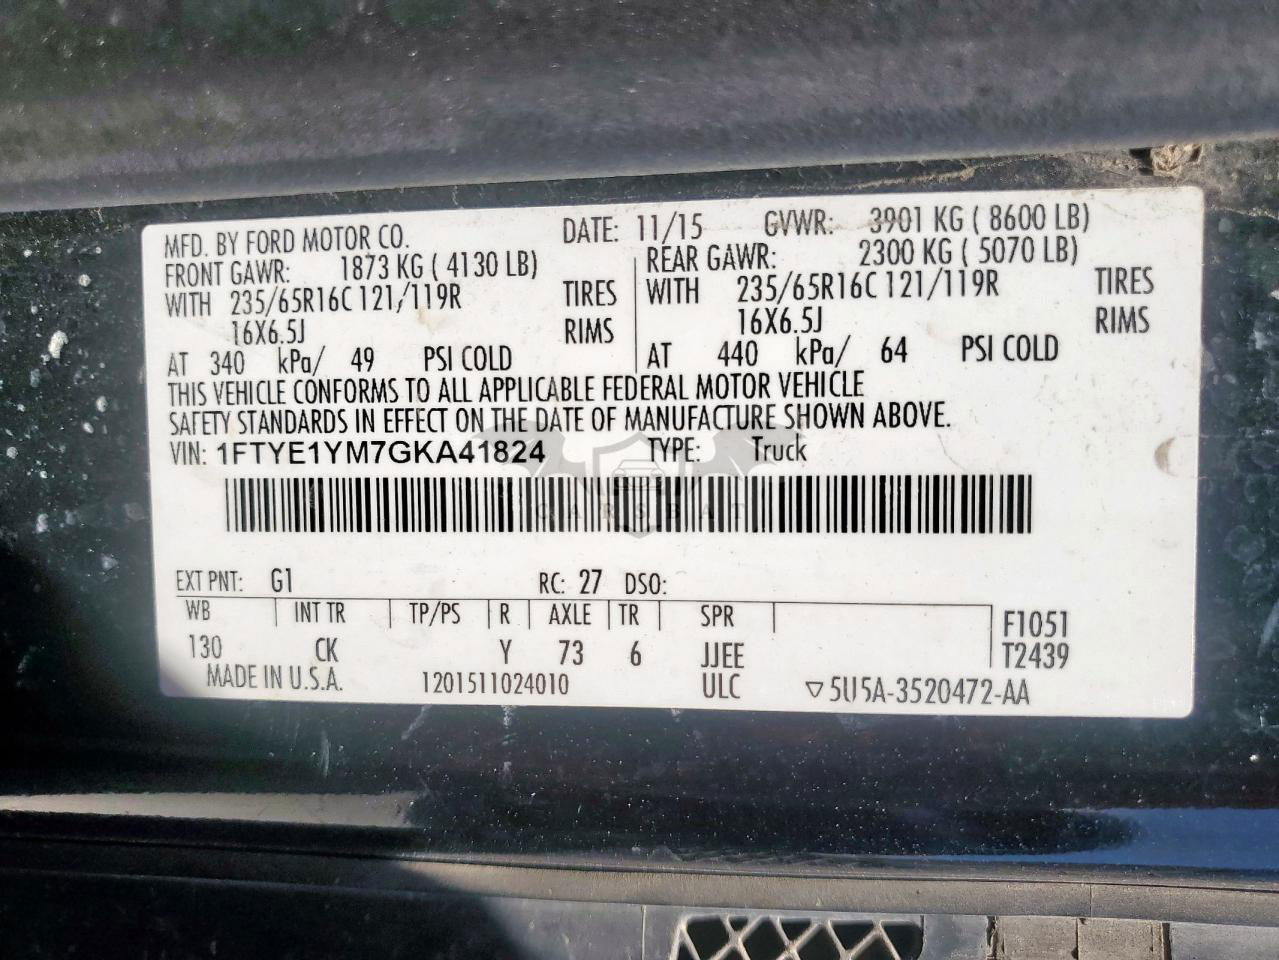 MFD. BY FORD MOTOR CO. DATE: 11/15 GVWR: 3901 KG ( 8600 LB)
FRONT GAWR: 1873 KG ( 4130 LB) REAR GAWR: 2300 KG ( 5070 LB)
WITH 235/65R16C 121/119R TIRES WITH 235/65R16C 121/119R TIRES
16X6.5J RIMS 16X6.5J RIMS
AT 340 kPa/ 49 PSI COLD AT 440 kPa/ 64 PSI COLD
THIS VEHICLE CONFORMS TO ALL APPLICABLE FEDERAL MOTOR VEHICLE
SAFETY STANDARDS IN EFFECT ON THE DATE OF MANUFACTURE SHOWN ABOVE.
VIN: 1FTYE1YM7GKA41824 TYPE: Truck
CARSBAT
EXT PNT: G1 RC: 27 DSO:
WB INT TR TP/PS R AXLE TR SPR F1051
130 CK Y 73 6 JJEE T2439
MADE IN U.S.A. 1201511024010 ULC ▽5U5A-3520472-AA